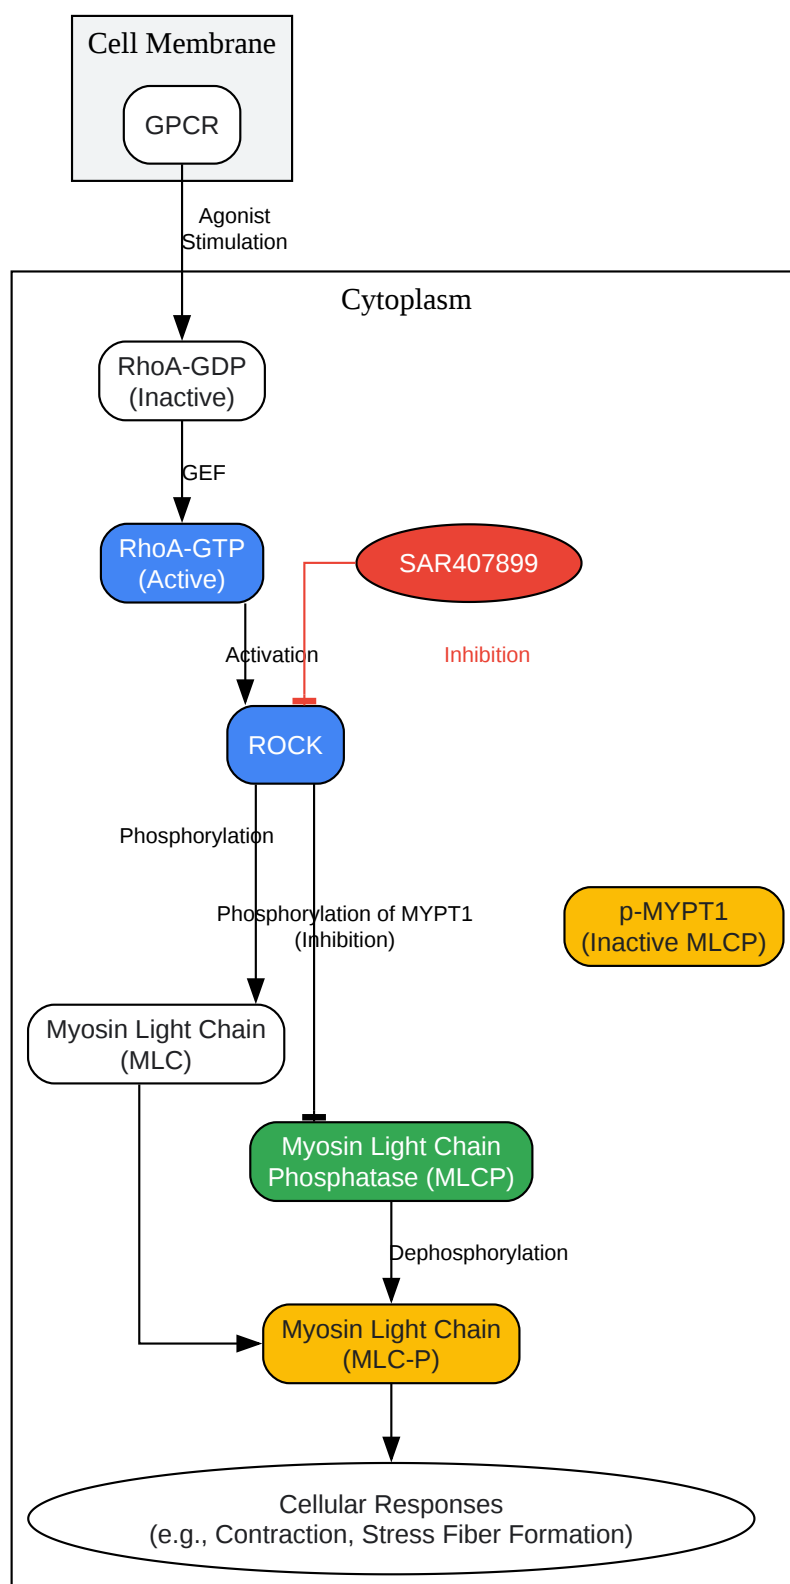 Cell Membrane
GPCR
Agonist
Stimulation
Cytoplasm
RhoA-GDP
(Inactive)
GEF
RhoA-GTP
(Active)
SAR407899
Activation
Inhibition
ROCK
Phosphorylation
Phosphorylation of MYPT1
(Inhibition)
p-MYPT1
(Inactive MLCP)
Myosin Light Chain
(MLC)
Myosin Light Chain
Phosphatase (MLCP)
Dephosphorylation
Myosin Light Chain
(MLC-P)
Cellular Responses
(e.g., Contraction, Stress Fiber Formation)